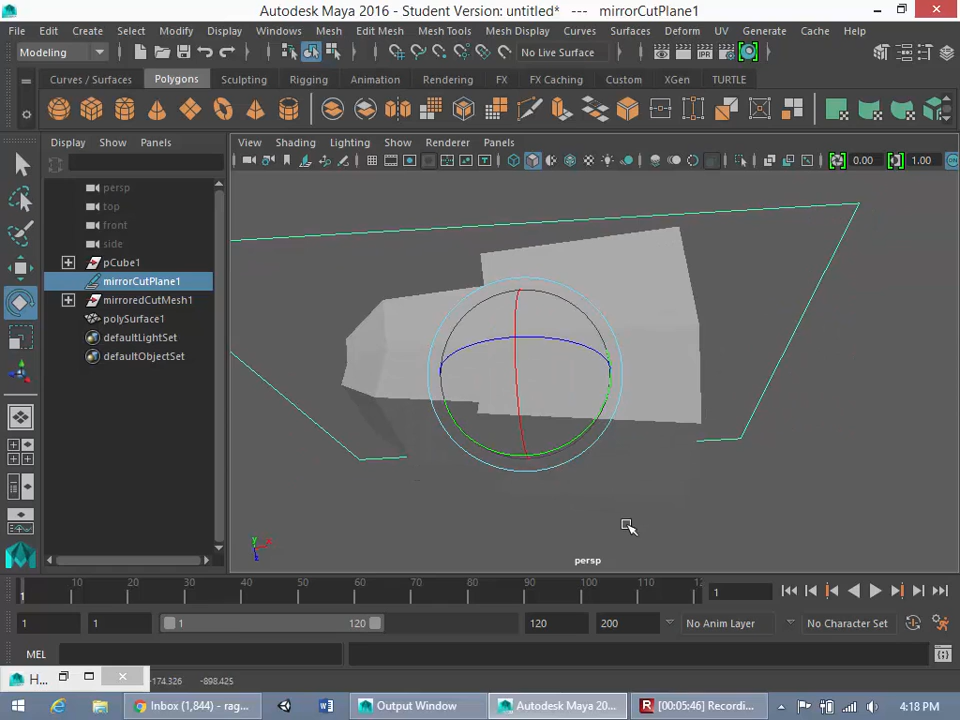 Autodesk Maya 2016 - Student Version: untitled* --- mirrorCutPlane1
File Edit Create Select Modify Display Windows Mesh Edit Mesh Mesh Tools Mesh Display Curves Surfaces Deform UV Generate Cache Help
Modeling No Live Surface
Curves / Surfaces Polygons Sculpting Rigging Animation Rendering FX FX Caching Custom XGen TURTLE
Display Show Panels View Shading Lighting Show Renderer Panels
0.00 1.00
persp
top
front
side
pCube1
mirrorCutPlane1
mirroredCutMesh1
polySurface1
defaultLightSet
defaultObjectSet
y
persp
1 10 20 30 40 50 60 70 80 90 100 110 12 1
1 1 1 120 120 200 No Anim Layer No Character Set
MEL
H... -174.326 -898.425
Inbox (1,844) - rag... Output Window Autodesk Maya 20... [00:05:46] Recordi... 4:18 PM